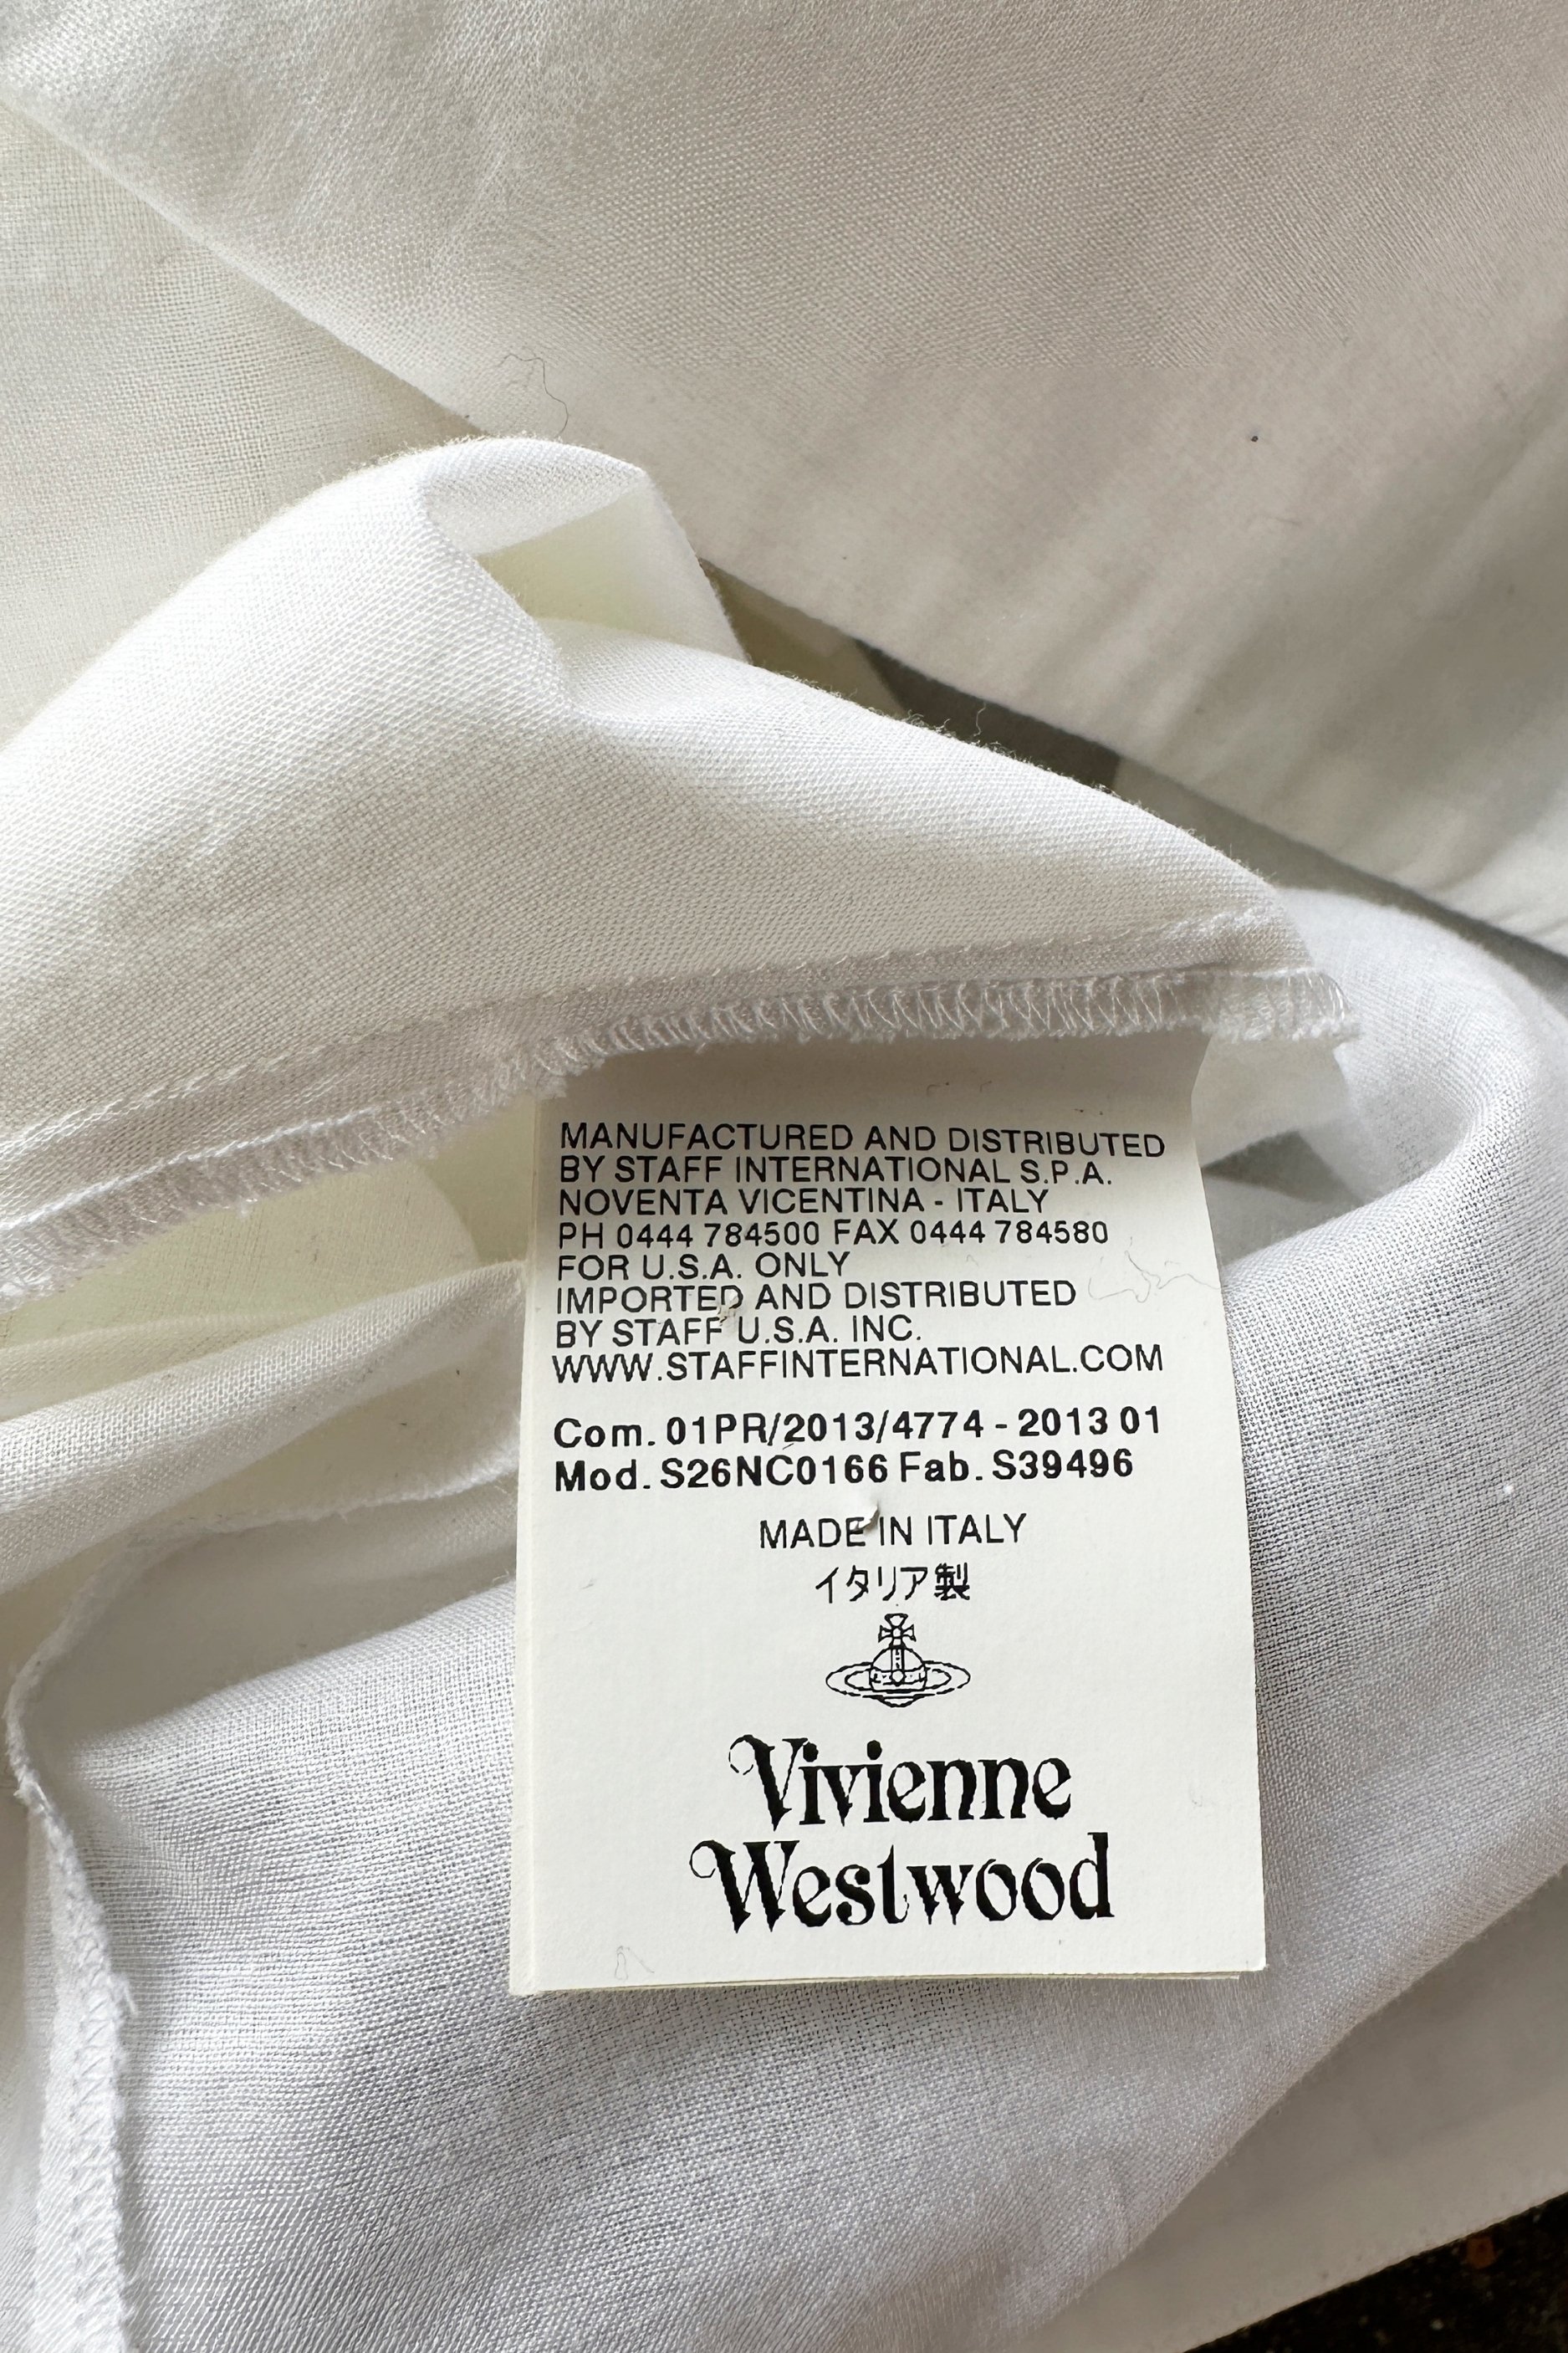 MANUFACTURED AND DISTRIBUTED
BY STAFF INTERNATIONAL S.P.A.
NOVENTA VICENTINA - ITALY
PH 0444 784500 FAX 0444 784580
FOR U.S.A. ONLY
IMPORTED AND DISTRIBUTED
BY STAFF U.S.A. INC.
WWW.STAFFINTERNATIONAL.COM
Com. 01PR/2013/4774 - 2013 01
Mod. S26NC0166 Fab. S39496
MADE IN ITALY
イタリア製
Vivienne
Westwood